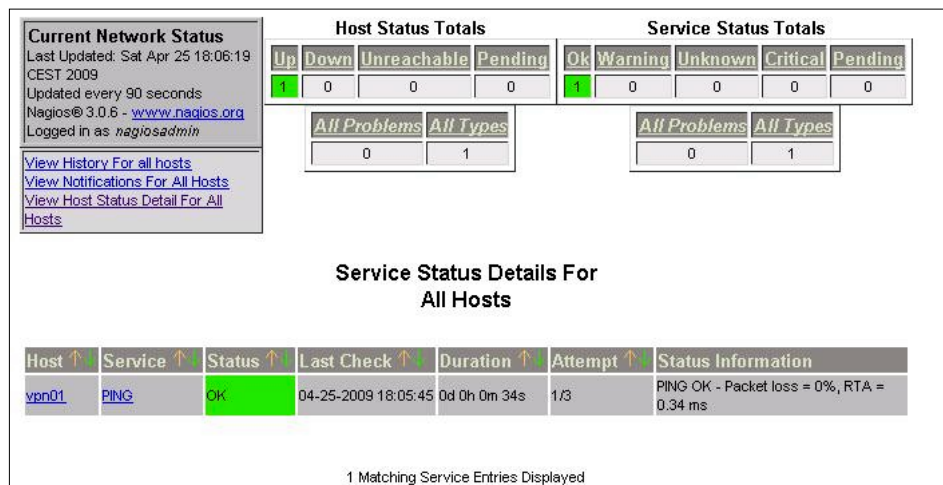 Current Network Status
Last Updated: Sat Apr 25 18:06:19
CEST 2009
Updated every 90 seconds
Nagios® 3.0.6 - www.nagios.org
Logged in as nagiosadmin
View History For all hosts
View Notifications For All Hosts
View Host Status Detail For All
Hosts
Host Status Totals
Up Down Unreachable Pending
1 0 0 0
All Problems All Types
0 1
Service Status Totals
Ok Warning Unknown Critical Pending
1 0 0 0 0
All Problems All Types
0 1
Service Status Details For
All Hosts
Host Service Status Last Check Duration Attempt Status Information
vpn01 PING OK 04-25-2009 18:05:45 0d 0h 0m 34s 1/3 PING OK - Packet loss = 0%, RTA =
0.34 ms
1 Matching Service Entries Displayed